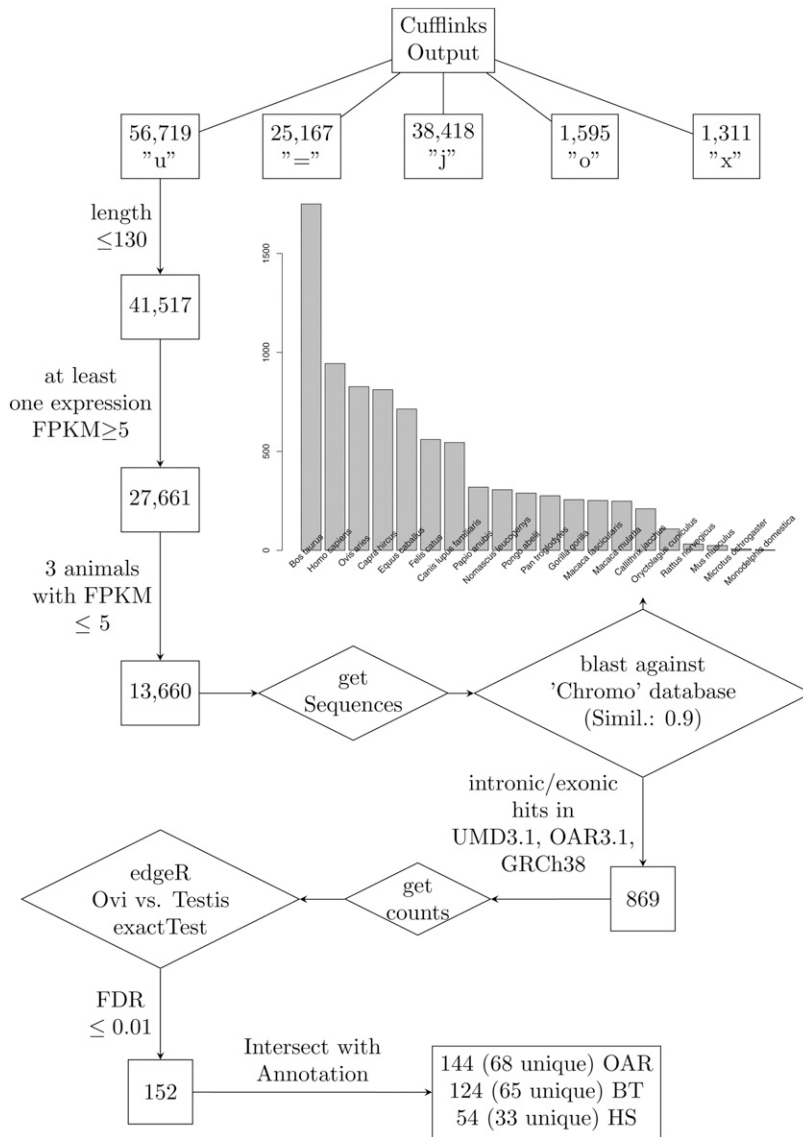 Cufflinks
Output
56,719
"u"
25,167
"="
38,418
"j"
1,595
"o"
1,311
"x"
length
≤130
41,517
at least
one expression
FPKM≥5
27,661
3 animals
with FPKM
≤ 5
13,660
1500
1000
500
0
Bos taurus
Homo sapiens
Ovis aries
Capra hircus
Equus caballus
Felis catus
Canis lupus familiaris
Papio anubis
Nomascus leucogenys
Pongo abelii
Pan troglodytes
Gorilla gorilla
Macaca fascicularis
Macaca mulatta
Callithrix jacchus
Oryctolagus cuniculus
Rattus norvegicus
Mus musculus
Microtus ochrogaster
Monodelphis domestica
get
Sequences
blast against
'Chromo' database
(Simil.: 0.9)
intronic/exonic
hits in
UMD3.1, OAR3.1,
GRCh38
869
get
counts
edgeR
Ovi vs. Testis
exactTest
FDR
≤ 0.01
152
Intersect with
Annotation
144 (68 unique) OAR
124 (65 unique) BT
54 (33 unique) HS